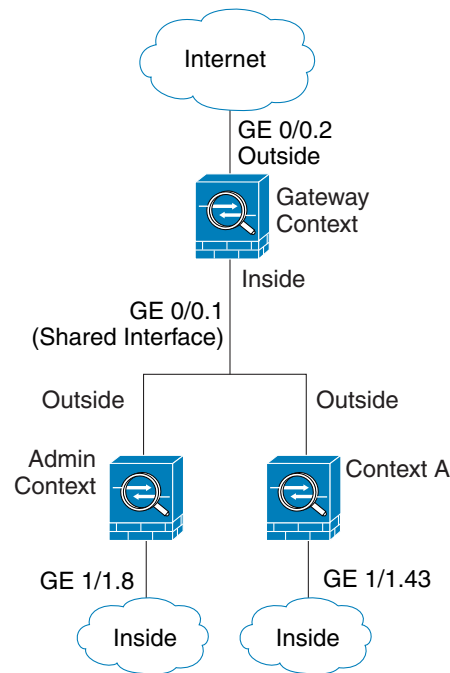 Internet
GE 0/0.2
Outside
Gateway
Context
Inside
GE 0/0.1
(Shared Interface)
Outside
Outside
Admin
Context
Context A
GE 1/1.8
GE 1/1.43
Inside
Inside